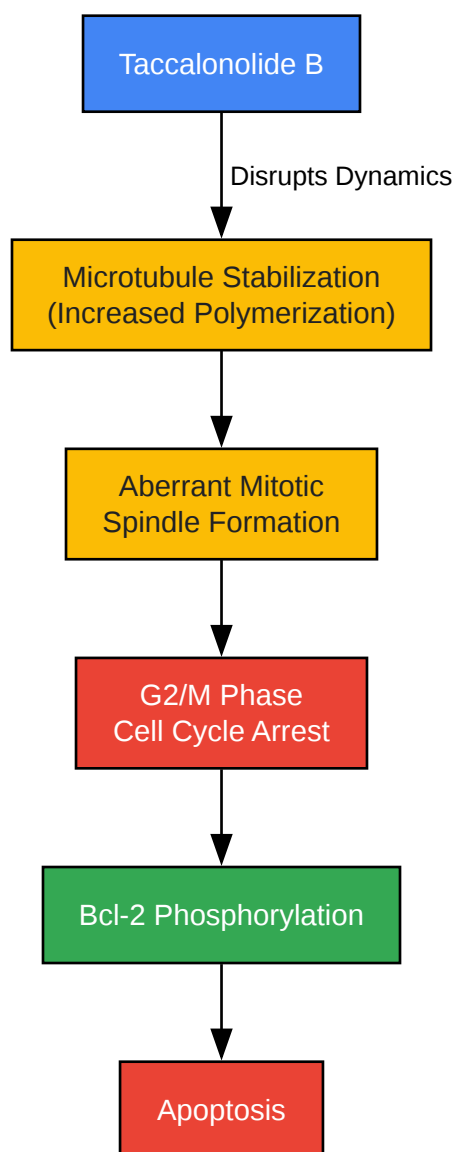 Taccalonolide B
Disrupts Dynamics
Microtubule Stabilization
(Increased Polymerization)
Aberrant Mitotic
Spindle Formation
G2/M Phase
Cell Cycle Arrest
Bcl-2 Phosphorylation
Apoptosis